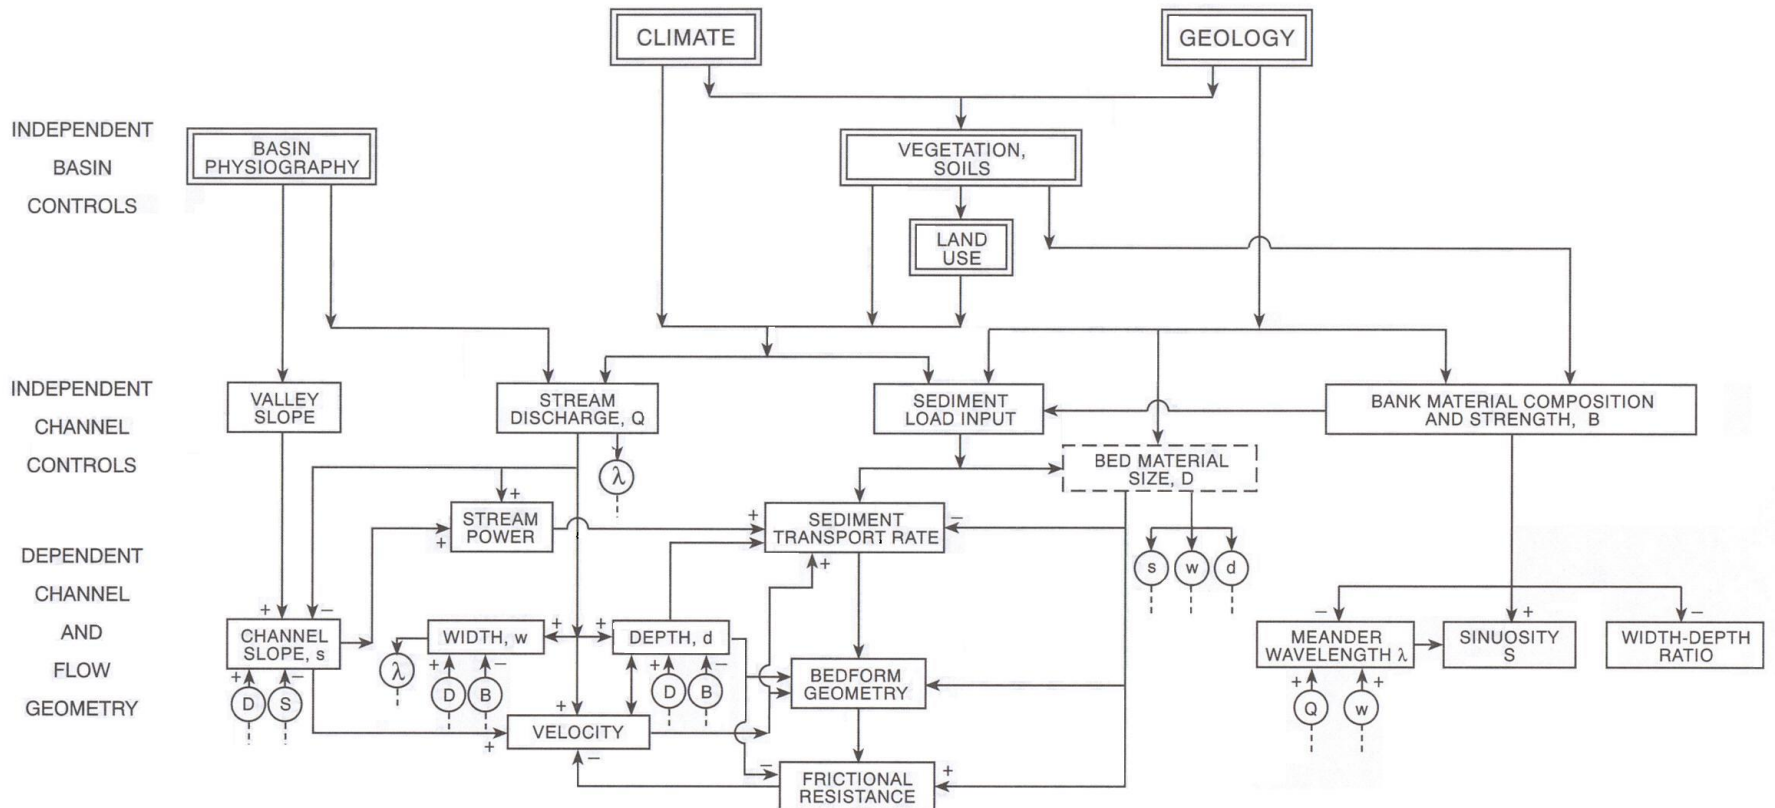 CLIMATE
GEOLOGY
INDEPENDENT
BASIN
CONTROLS
BASIN
PHYSIOGRAPHY
VEGETATION,
SOILS
LAND
USE
INDEPENDENT
CHANNEL
CONTROLS
VALLEY
SLOPE
STREAM
DISCHARGE, Q
SEDIMENT
LOAD INPUT
BANK MATERIAL COMPOSITION
AND STRENGTH, B
λ
BED MATERIAL
SIZE, D
+
STREAM
POWER
+
+
SEDIMENT
TRANSPORT RATE
−
+
s
w
d
DEPENDENT
CHANNEL
AND
FLOW
GEOMETRY
+
−
CHANNEL
SLOPE, s
+
D
−
S
λ
WIDTH, w
+
+
D
−
B
+
DEPTH, d
+
D
−
B
BEDFORM
GEOMETRY
+
+
VELOCITY
−
−
FRICTIONAL
RESISTANCE
+
−
MEANDER
WAVELENGTH λ
+
Q
+
w
+
SINUOSITY
S
−
WIDTH-DEPTH
RATIO